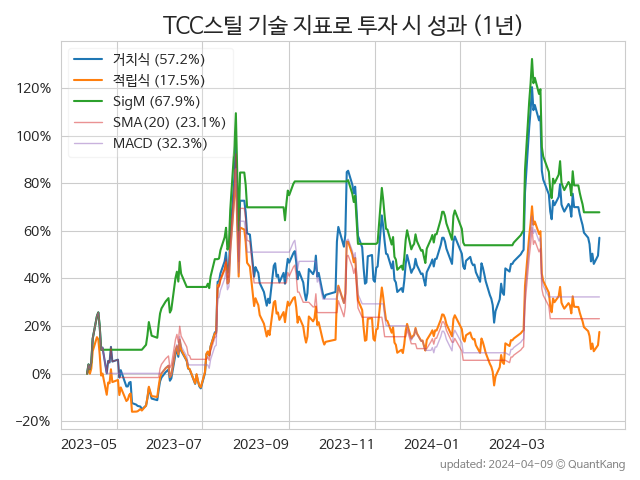 TCC스틸 기술 지표로 투자 시 성과 (1년)
거치식 (57.2%)
적립식 (17.5%)
SigM (67.9%)
SMA(20) (23.1%)
MACD (32.3%)
120%
100%
80%
60%
40%
20%
0%
−20%
2023-05 2023-07 2023-09 2023-11 2024-01 2024-03
updated: 2024-04-09 © QuantKang